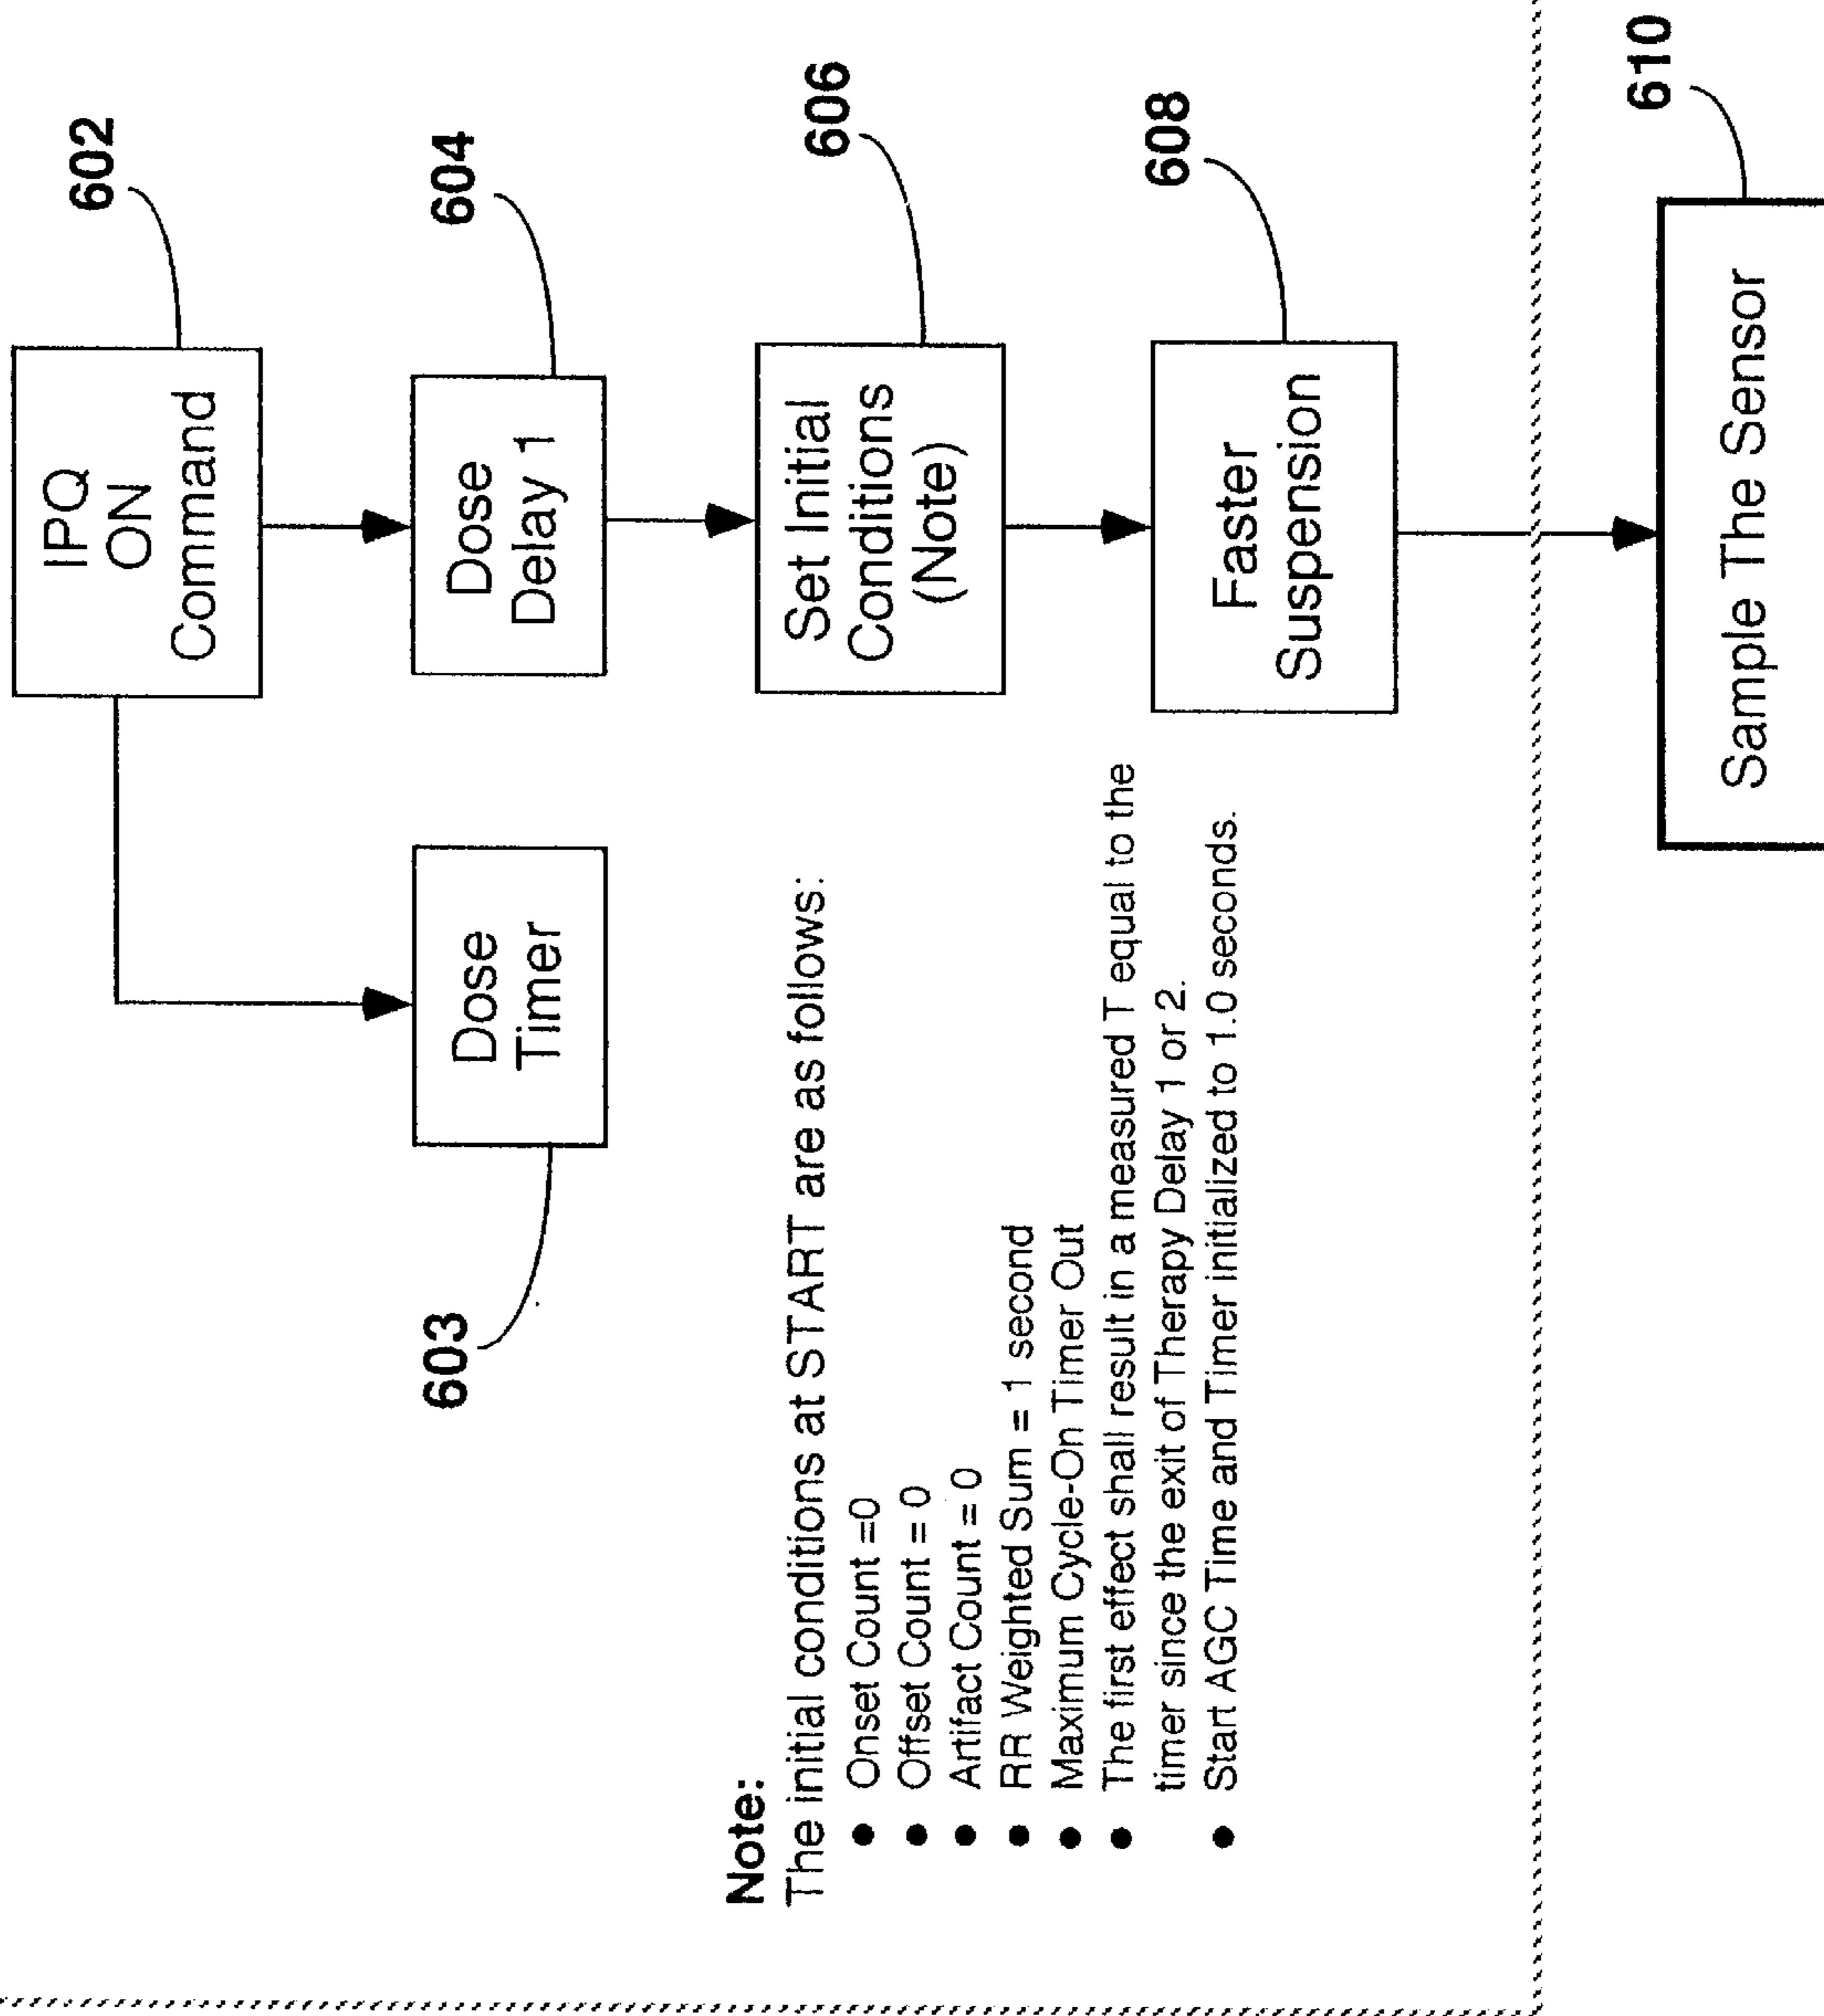 602
IPQ
ON
Command
604
Dose
Delay 1
603
Dose
Timer
606
Set Initial
Conditions
(Note)
608
Faster
Suspension
Note:
The initial conditions at START are as follows:
● Onset Count =0
● Offset Count = 0
● Artifact Count = 0
● RR Weighted Sum = 1 second
● Maximum Cycle-On Timer Out
● The first effect shall result in a measured T equal to the
timer since the exit of Therapy Delay 1 or 2.
● Start AGC Time and Timer initialized to 1.0 seconds.
610
Sample The Sensor